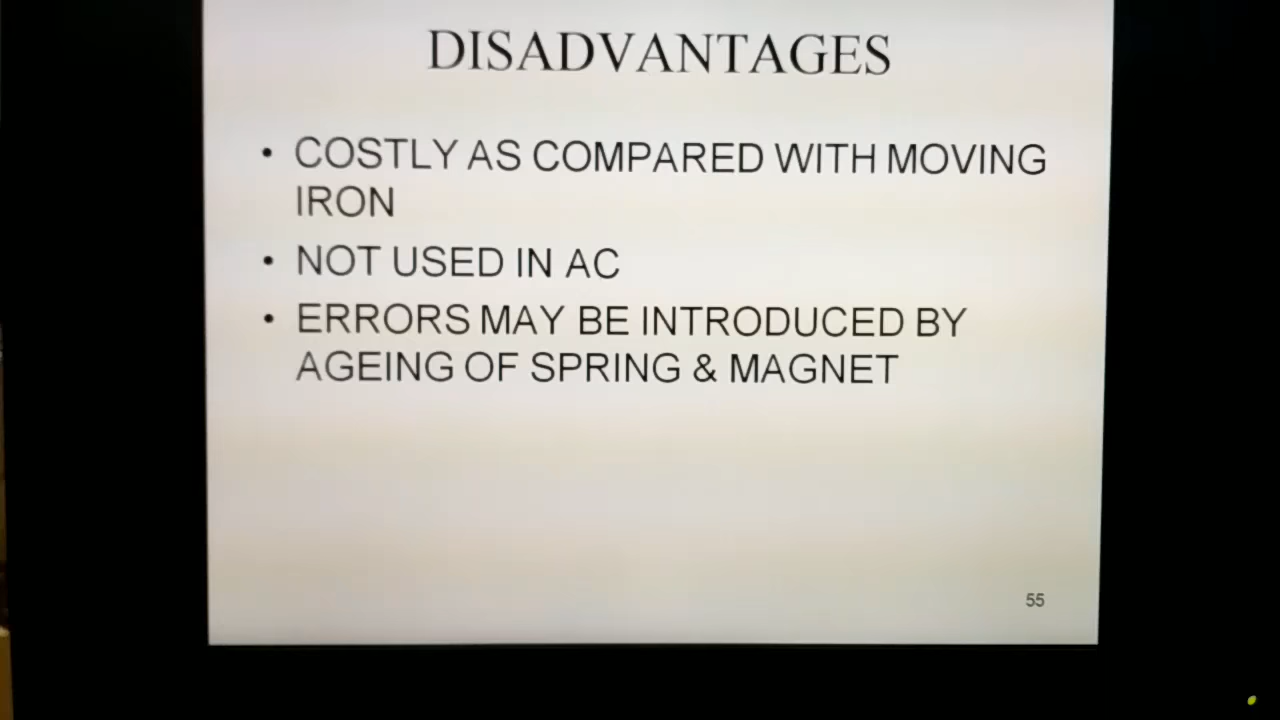 DISADVANTAGES
• COSTLY AS COMPARED WITH MOVING
IRON
• NOT USED IN AC
• ERRORS MAY BE INTRODUCED BY
AGEING OF SPRING & MAGNET
55